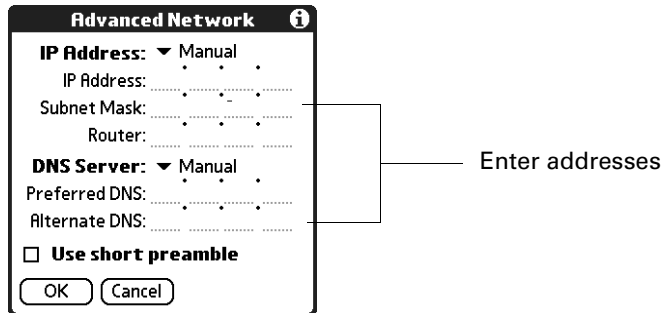 Advanced Network
IP Address: Manual
IP Address:
Subnet Mask:
Router:
DNS Server: Manual
Preferred DNS:
Alternate DNS:
Use short preamble
OK Cancel
Enter addresses